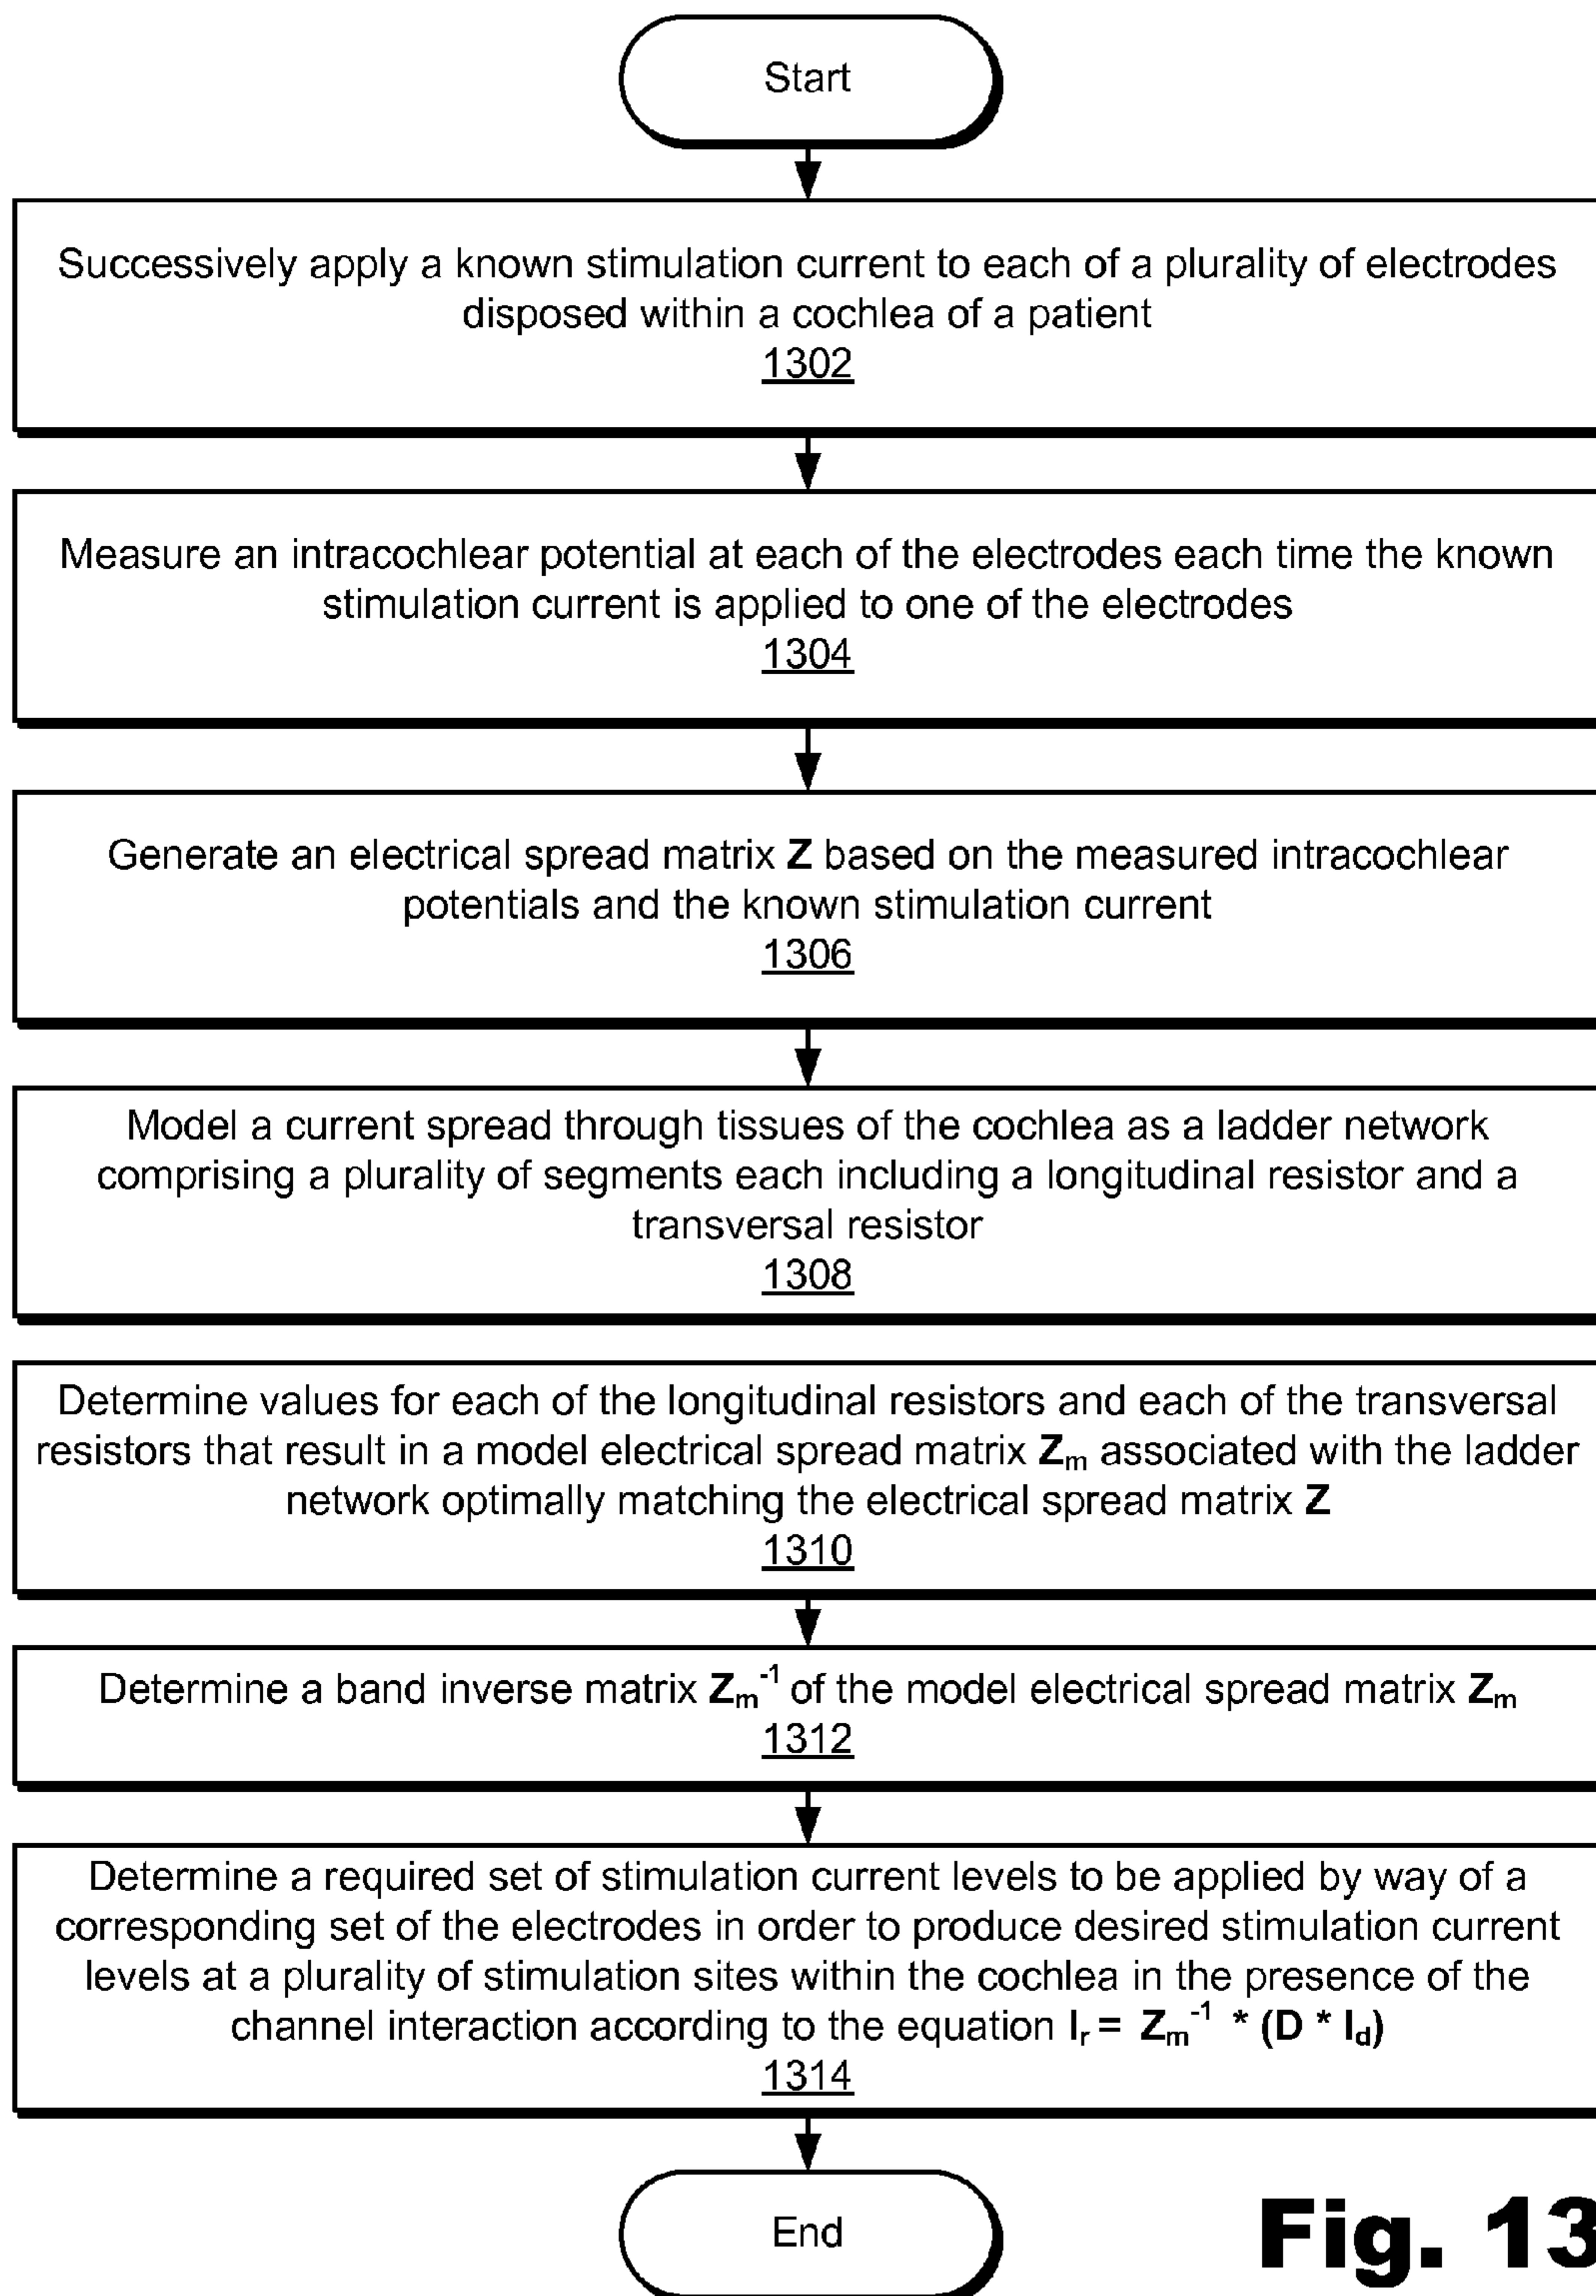 Start
Successively apply a known stimulation current to each of a plurality of electrodes
disposed within a cochlea of a patient
1302
Measure an intracochlear potential at each of the electrodes each time the known
stimulation current is applied to one of the electrodes
1304
Generate an electrical spread matrix Z based on the measured intracochlear
potentials and the known stimulation current
1306
Model a current spread through tissues of the cochlea as a ladder network
comprising a plurality of segments each including a longitudinal resistor and a
transversal resistor
1308
Determine values for each of the longitudinal resistors and each of the transversal
resistors that result in a model electrical spread matrix Zm associated with the ladder
network optimally matching the electrical spread matrix Z
1310
Determine a band inverse matrix Zm-1 of the model electrical spread matrix Zm
1312
Determine a required set of stimulation current levels to be applied by way of a
corresponding set of the electrodes in order to produce desired stimulation current
levels at a plurality of stimulation sites within the cochlea in the presence of the
channel interaction according to the equation Ir = Zm-1 * (D * Id)
1314
End
Fig. 13